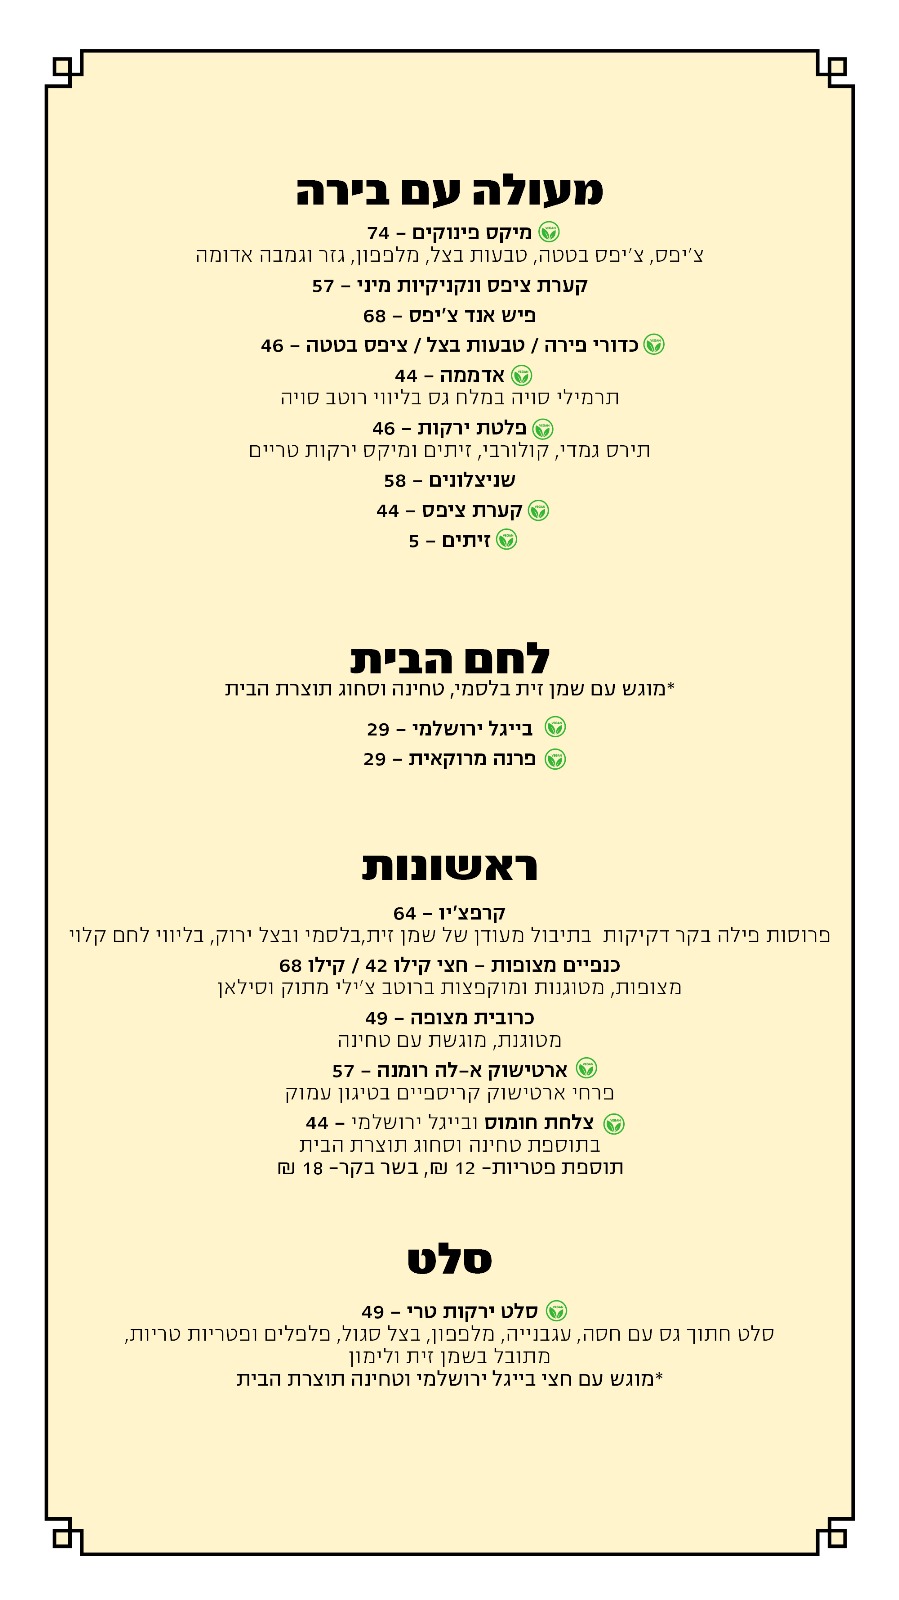 מעולה עם בירה
מיקס פינוקים – 74
צ'יפס, צ'יפס בטטה, טבעות בצל, מלפפון, גזר וגמבה אדומה
קערת ציפס ונקניקיות מיני – 57
פיש אנד צ'יפס – 68
כדורי פירה / טבעות בצל / ציפס בטטה – 46
אדממה – 44
תרמילי סויה במלח גס בליווי רוטב סויה
פלטת ירקות – 46
תירס גמדי, קולורבי, זיתים ומיקס ירקות טריים
שניצלונים – 58
קערת ציפס – 44
זיתים – 5
לחם הבית
*מוגש עם שמן זית בלסמי, טחינה וסחוג תוצרת הבית
בייגל ירושלמי – 29
פרנה מרוקאית – 29
ראשונות
קרפצ'יו – 64
פרוסות פילה בקר דקיקות בתיבול מעודן של שמן זית,בלסמי ובצל ירוק, בליווי לחם קלוי
כנפיים מצופות – חצי קילו 42 / קילו 68
מצופות, מטוגנות ומוקפצות ברוטב צ'ילי מתוק וסילאן
כרובית מצופה – 49
מטוגנת, מוגשת עם טחינה
ארטישוק א-לה רומנה – 57
פרחי ארטישוק קריספיים בטיגון עמוק
צלחת חומוס ובייגל ירושלמי – 44
בתוספת טחינה וסחוג תוצרת הבית
תוספת פטריות- 12 ₪, בשר בקר- 18 ₪
סלט
סלט ירקות טרי – 49
סלט חתוך גס עם חסה, עגבנייה, מלפפון, בצל סגול, פלפלים ופטריות טריות,
מתובל בשמן זית ולימון
*מוגש עם חצי בייגל ירושלמי וטחינה תוצרת הבית